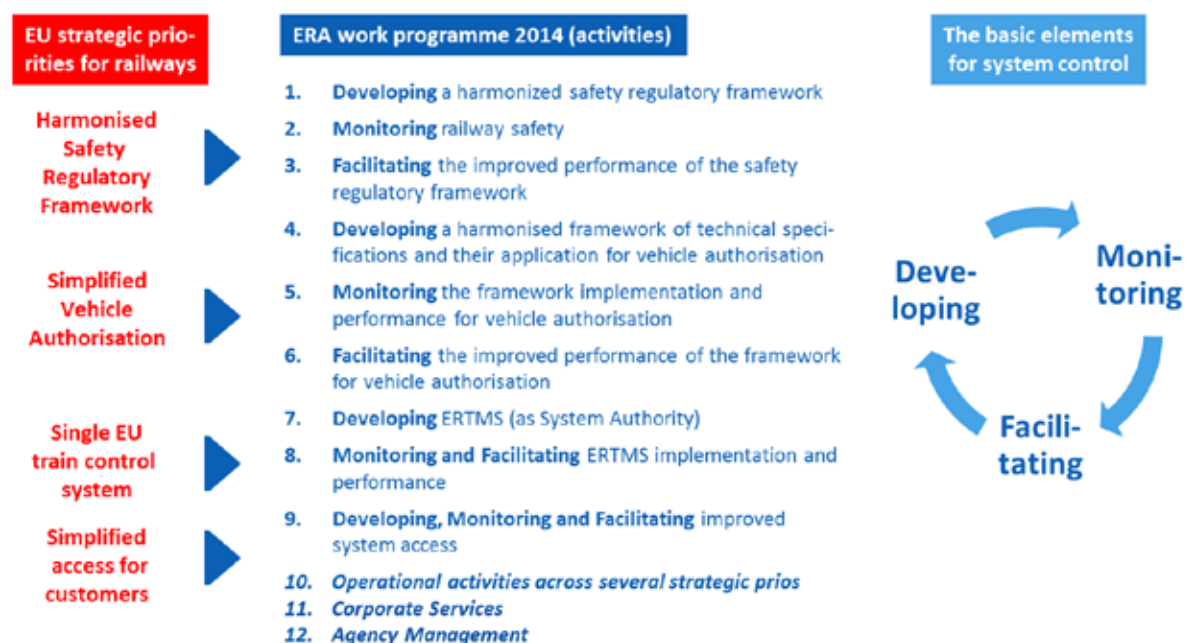 EU strategic prio-
rities for railways
Harmonised
Safety
Regulatory
Framework
Simplified
Vehicle
Authorisation
Single EU
train control
system
Simplified
access for
customers
ERA work programme 2014 (activities)
1. Developing a harmonized safety regulatory framework
2. Monitoring railway safety
3. Facilitating the improved performance of the safety
regulatory framework
4. Developing a harmonised framework of technical speci-
fications and their application for vehicle authorisation
5. Monitoring the framework implementation and
performance for vehicle authorisation
6. Facilitating the improved performance of the framework
for vehicle authorisation
7. Developing ERTMS (as System Authority)
8. Monitoring and Facilitating ERTMS implementation and
performance
9. Developing, Monitoring and Facilitating improved
system access
10. Operational activities across several strategic prios
11. Corporate Services
12. Agency Management
The basic elements
for system control
Deve-
loping
Moni-
toring
Facili-
tating